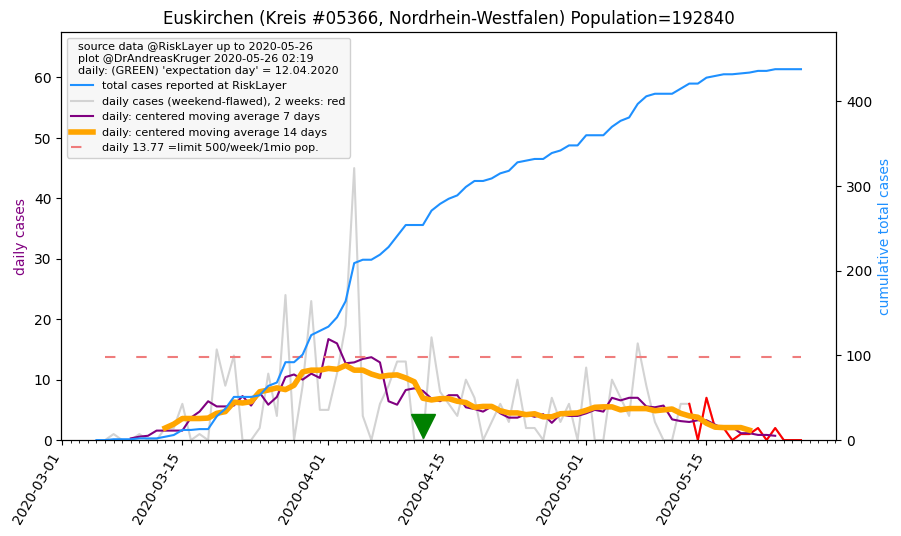 Euskirchen (Kreis #05366, Nordrhein-Westfalen) Population=192840
source data @RiskLayer up to 2020-05-26
plot @DrAndreasKruger 2020-05-26 02:19
daily: (GREEN) 'expectation day' = 12.04.2020
total cases reported at RiskLayer
daily cases (weekend-flawed), 2 weeks: red
daily: centered moving average 7 days
daily: centered moving average 14 days
daily 13.77 =limit 500/week/1mio pop.
daily cases
60
50
40
30
20
10
0
cumulative total cases
400
300
200
100
0
2020-03-01
2020-03-15
2020-04-01
2020-04-15
2020-05-01
2020-05-15